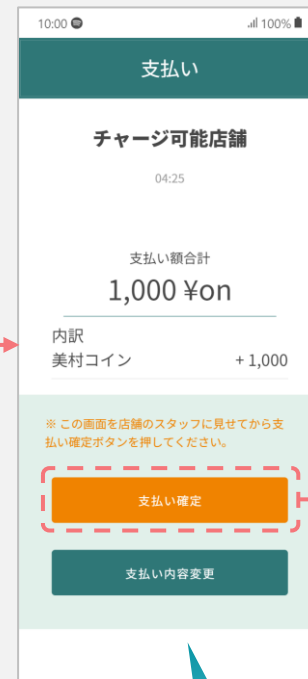 10:00 100%
支払い
チャージ可能店舗
04:25
支払い額合計
1,000 ¥on
内訳
美村コイン + 1,000
※ この画面を店舗のスタッフに見せてから支
払い確定ボタンを押してください。
支払い確定
支払い内容変更